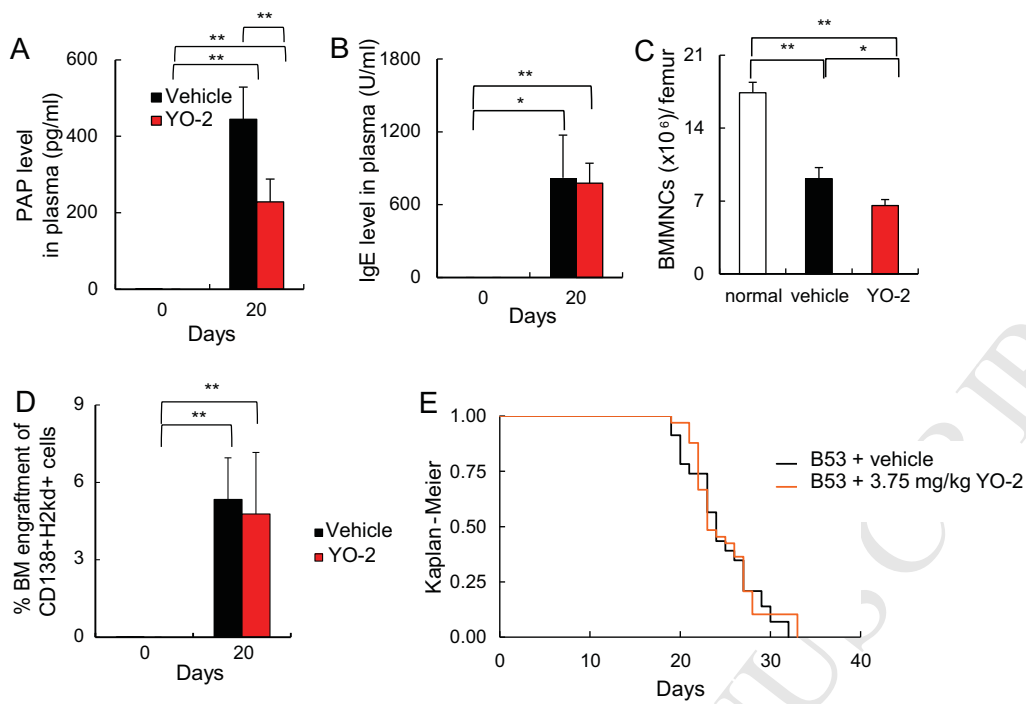 A
PAP level
in plasma (pg/ml)
600
400
200
0
**
**
**
Vehicle
YO-2
0
20
Days
B
IgE level in plasma (U/ml)
1800
1200
600
0
**
*
0
20
Days
C
BMMNCs (x10⁶)/ femur
21
14
7
0
**
**
*
normal
vehicle
YO-2
D
% BM engraftment of
CD138+H2kd+ cells
9
6
3
0
**
**
0
20
Days
Vehicle
YO-2
E
Kaplan-Meier
1.00
0.75
0.50
0.25
0.00
B53 + vehicle
B53 + 3.75 mg/kg YO-2
0
10
20
30
40
Days